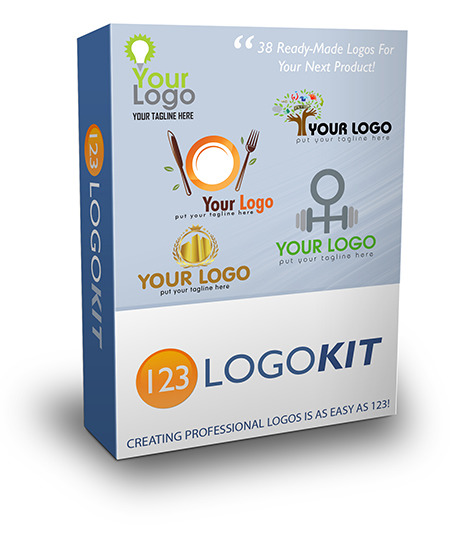 “ 38 Ready-Made Logos For
Your Next Product!
Your
Logo
YOUR TAGLINE HERE
YOUR LOGO
put your tagline here
Your Logo
put your tagline here
YOUR LOGO
put your tagline here
YOUR LOGO
put your tagline here
123 LOGOKIT
CREATING PROFESSIONAL LOGOS IS AS EASY AS 123!
123 LOGOKIT